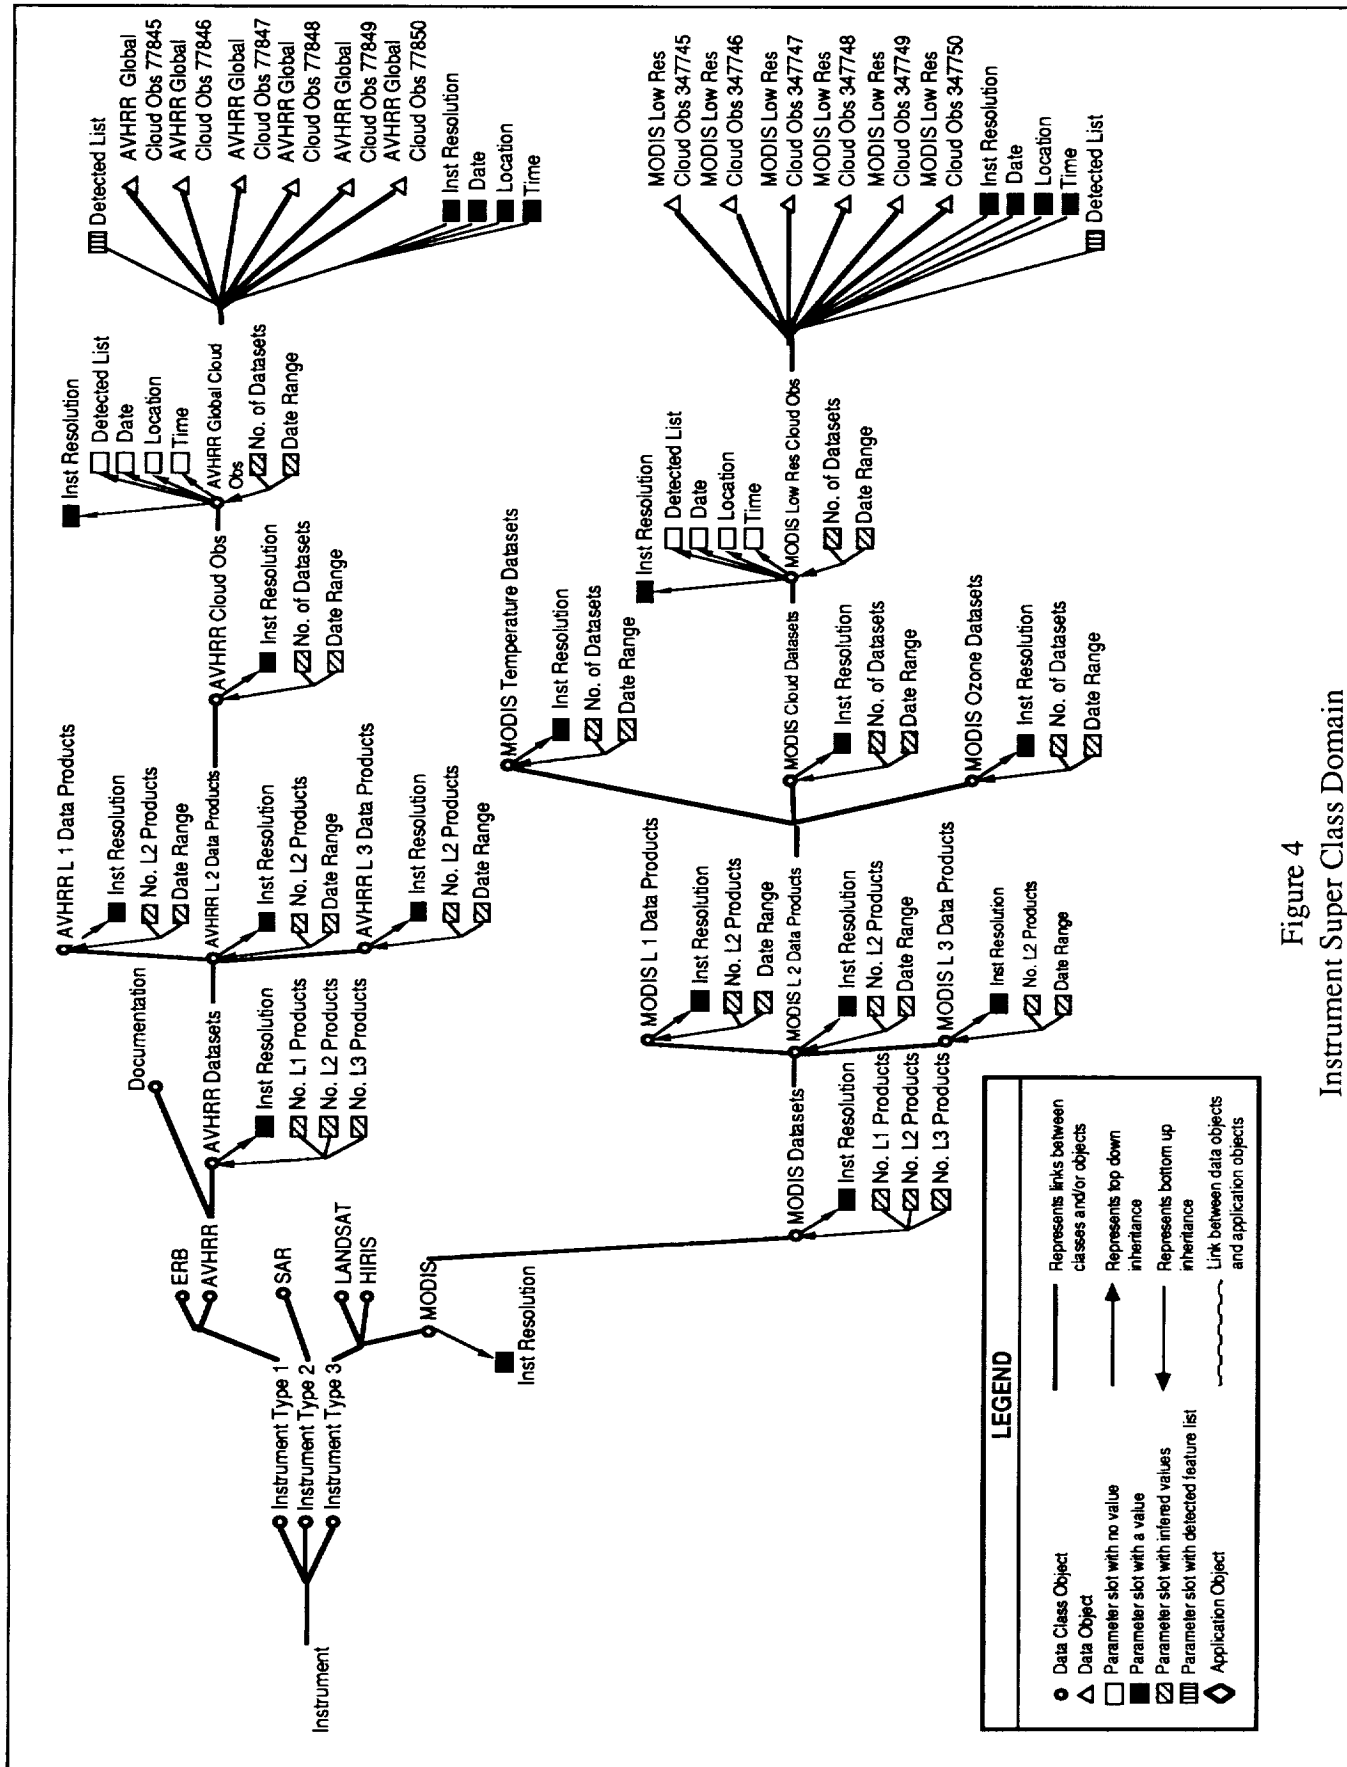 Instrument
Instrument Type 1
Instrument Type 2
Instrument Type 3
ERB
AVHRR
SAR
LANDSAT
HIRIS
MODIS
Inst Resolution
Documentation
AVHRR Datasets
Inst Resolution
No. L1 Products
No. L2 Products
No. L3 Products
AVHRR L 1 Data Products
Inst Resolution
No. L2 Products
Date Range
AVHRR L 2 Data Products
Inst Resolution
No. L2 Products
Date Range
AVHRR L 3 Data Products
Inst Resolution
No. L2 Products
Date Range
AVHRR Cloud Obs
Inst Resolution
No. of Datasets
Date Range
Inst Resolution
Detected List
Date
Location
Time
AVHRR Global Cloud
Obs
No. of Datasets
Date Range
Detected List
AVHRR Global
Cloud Obs 77845
AVHRR Global
Cloud Obs 77846
AVHRR Global
Cloud Obs 77847
AVHRR Global
Cloud Obs 77848
AVHRR Global
Cloud Obs 77849
AVHRR Global
Cloud Obs 77850
Inst Resolution
Date
Location
Time
MODIS Datasets
Inst Resolution
No. L1 Products
No. L2 Products
No. L3 Products
MODIS L 1 Data Products
Inst Resolution
No. L2 Products
Date Range
MODIS L 2 Data Products
Inst Resolution
No. L2 Products
Date Range
MODIS L 3 Data Products
Inst Resolution
No. L2 Products
Date Range
MODIS Temperature Datasets
Inst Resolution
No. of Datasets
Date Range
MODIS Cloud Datasets
Inst Resolution
No. of Datasets
Date Range
MODIS Ozone Datasets
Inst Resolution
No. of Datasets
Date Range
Inst Resolution
Detected List
Date
Location
Time
MODIS Low Res Cloud Obs
No. of Datasets
Date Range
MODIS Low Res
Cloud Obs 347745
MODIS Low Res
Cloud Obs 347746
MODIS Low Res
Cloud Obs 347747
MODIS Low Res
Cloud Obs 347748
MODIS Low Res
Cloud Obs 347749
MODIS Low Res
Cloud Obs 347750
Inst Resolution
Date
Location
Time
Detected List
LEGEND
Data Class Object
Data Object
Parameter slot with no value
Parameter slot with a value
Parameter slot with infered values
Parameter slot with detected feature list
Application Object
Represents links between
classes and/or objects
Represents top down
inheritance
Represents bottom up
inheritance
Link between data objects
and application objects
Figure 4
Instrument Super Class Domain